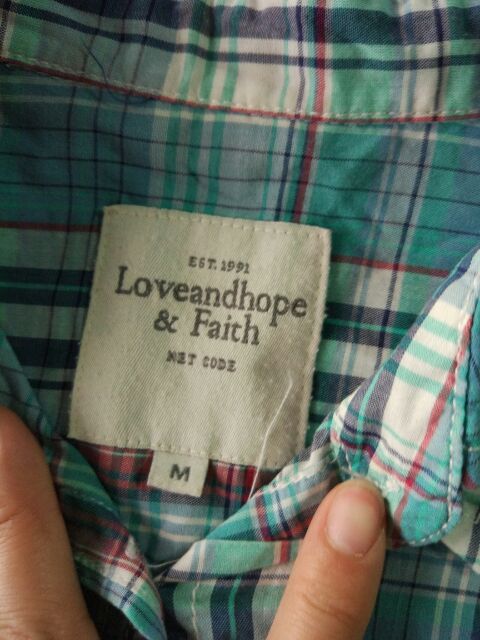 EST. 1991
Loveandhope
& Faith
NET CODE
M